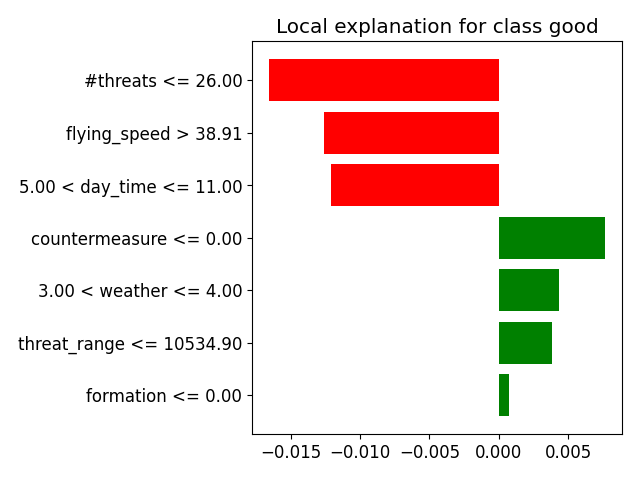 Local explanation for class good
#threats <= 26.00
flying_speed > 38.91
5.00 < day_time <= 11.00
countermeasure <= 0.00
3.00 < weather <= 4.00
threat_range <= 10534.90
formation <= 0.00
−0.015 −0.010 −0.005 0.000 0.005